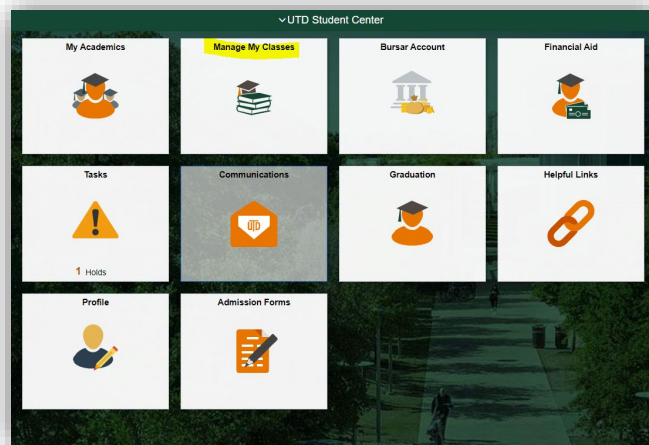 UTD Student Center
My Academics
Manage My Classes
Bursar Account
Financial Aid
Tasks
1 Holds
Communications
UTD
Graduation
Helpful Links
Profile
Admission Forms